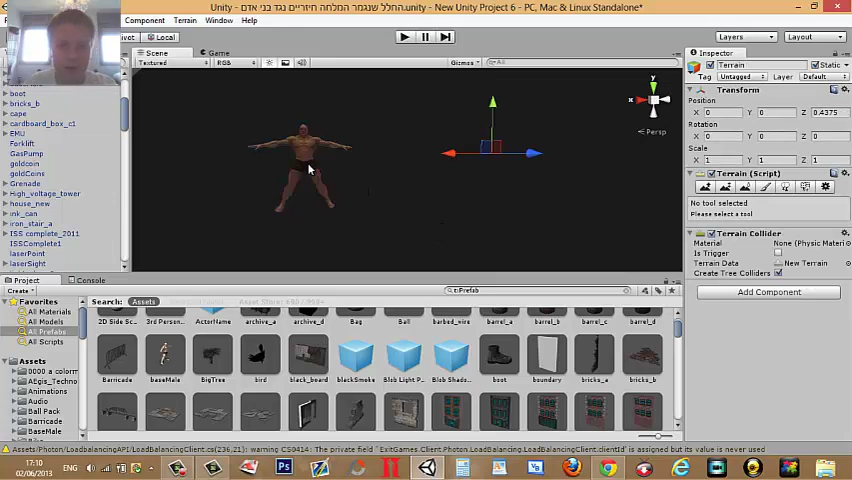 Unity - החלל שנגמר המלחה חיזריים נגד בני אדם.unity - New Unity Project 6 - PC, Mac & Linux Standalone*
Component Terrain Window Help
Pivot Local Layers Layout
Scene Game Inspector
Textured RGB Gizmos All
Terrain Static
Tag Untagged Layer Default
Transform
Position
X 0 Y 0 Z 0.4375
Rotation
X 0 Y 0 Z 0
Scale
X 1 Y 1 Z 1
Terrain (Script)
No tool selected
Please select a tool
Terrain Collider
Material None (Physic Materi
Is Trigger
Terrain Data New Terrain
Create Tree Colliders
Add Component
y
x
Persp
boot
bricks_b
cape
cardboard_box_c1
EMU
Forklift
GasPump
goldcoin
goldCoins
Grenade
High_voltage_tower
house_new
ink_can
iron_stair_a
ISS complete_2011
ISSComplete1
laserPoint
laserSight
Project Console
Create t:Prefab
Favorites
All Materials
All Models
All Prefabs
All Scripts
Assets
0000 a colorm
AEgis_Techno
Animations
Audio
Ball Pack
Barricade
BaseMale
Search: Assets
2D Side Sc... 3rd Person... ActorName archive_a archive_d Bag Ball barbed_wire barrel_a barrel_b barrel_c barrel_d
Barricade baseMale BigTree bird black_board blackSmoke Blob Light P... Blob Shado... boot boundary bricks_a bricks_b
Assets/Photon/LoadbalancingAPI/LoadBalancingClient.cs(236,21): warning CS0414: The private field `ExitGames.Client.Photon.LoadBalancing.LoadBalancingClient.clientId' is assigned but its value is never used
17:10
02/06/2013
ENG
Ps